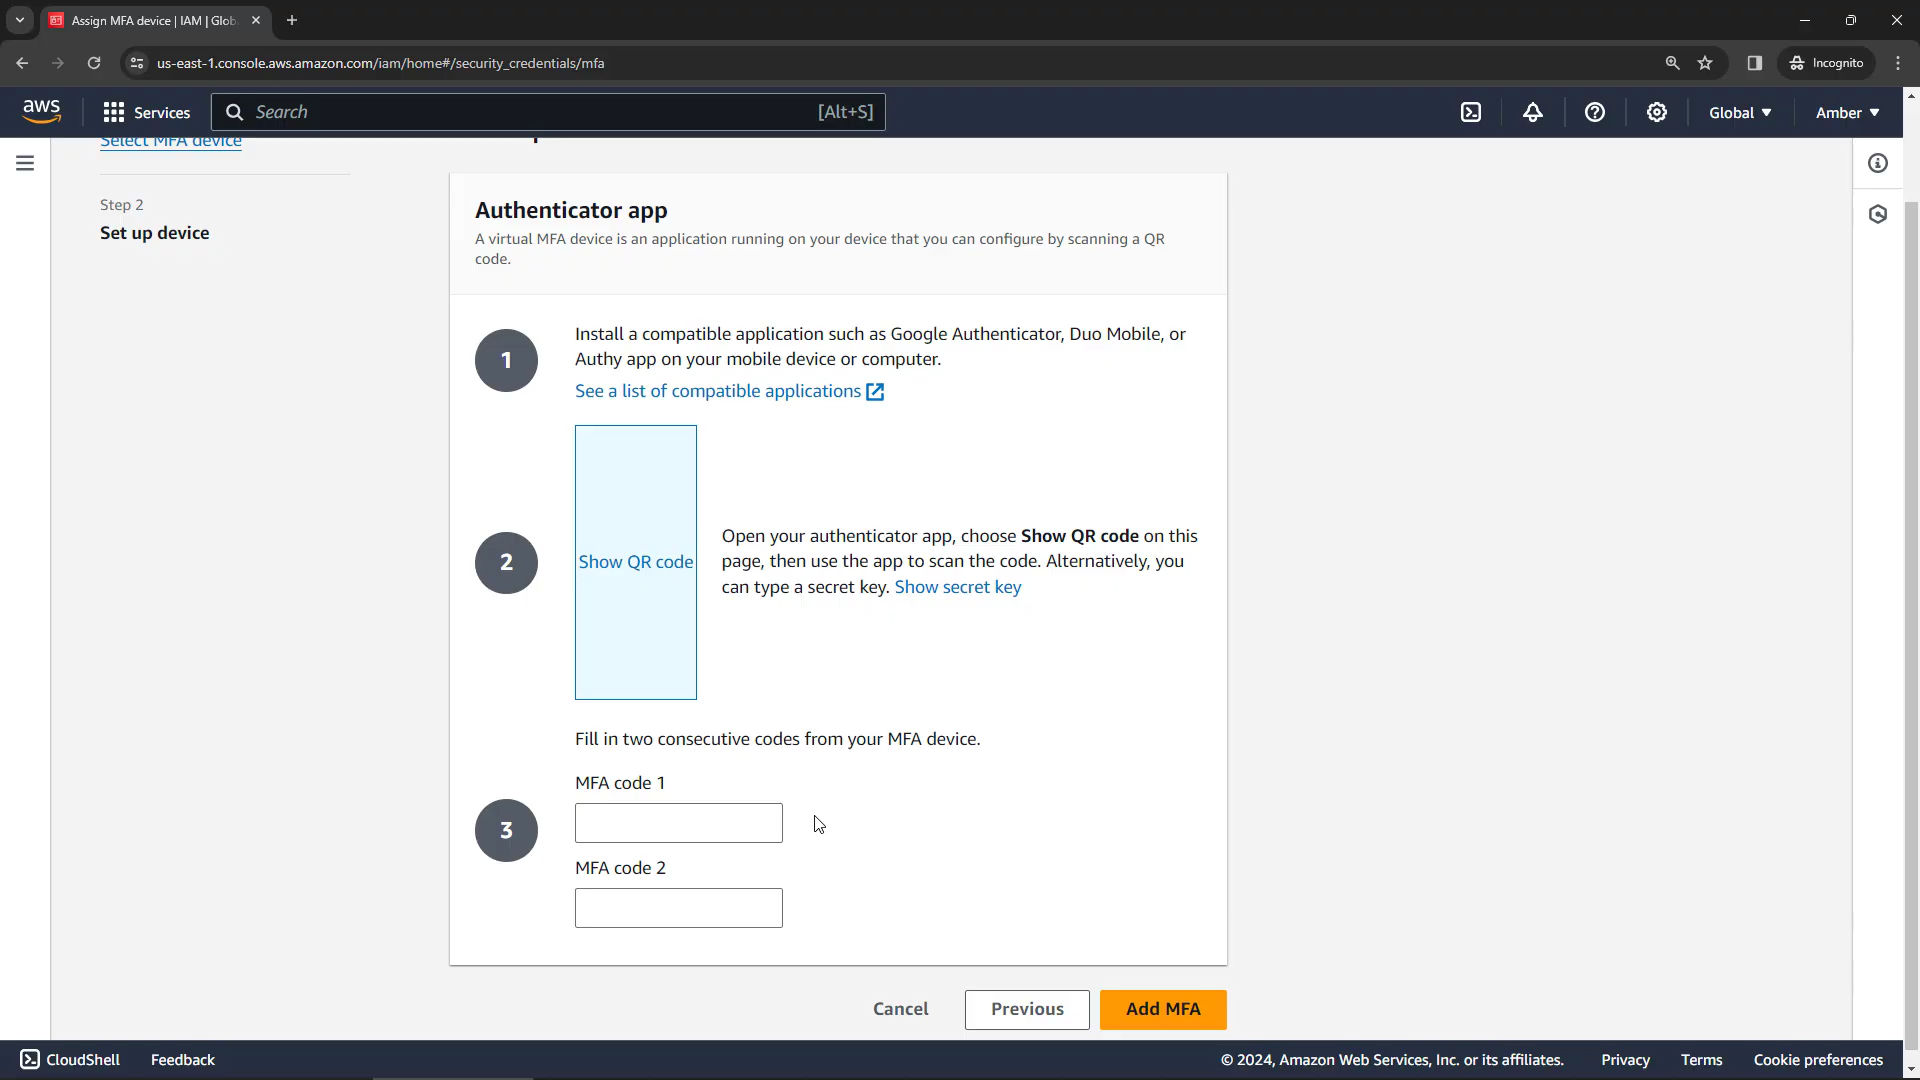 Assign MFA device | IAM | Glob
us-east-1.console.aws.amazon.com/iam/home#/security_credentials/mfa
Incognito
aws
Services
Search
[Alt+S]
Global
Amber
Select MFA device
Step 2
Set up device
Authenticator app
A virtual MFA device is an application running on your device that you can configure by scanning a QR
code.
1
Install a compatible application such as Google Authenticator, Duo Mobile, or
Authy app on your mobile device or computer.
See a list of compatible applications
2
Show QR code
Open your authenticator app, choose Show QR code on this
page, then use the app to scan the code. Alternatively, you
can type a secret key. Show secret key
Fill in two consecutive codes from your MFA device.
MFA code 1
3
MFA code 2
Cancel
Previous
Add MFA
CloudShell
Feedback
© 2024, Amazon Web Services, Inc. or its affiliates.
Privacy
Terms
Cookie preferences